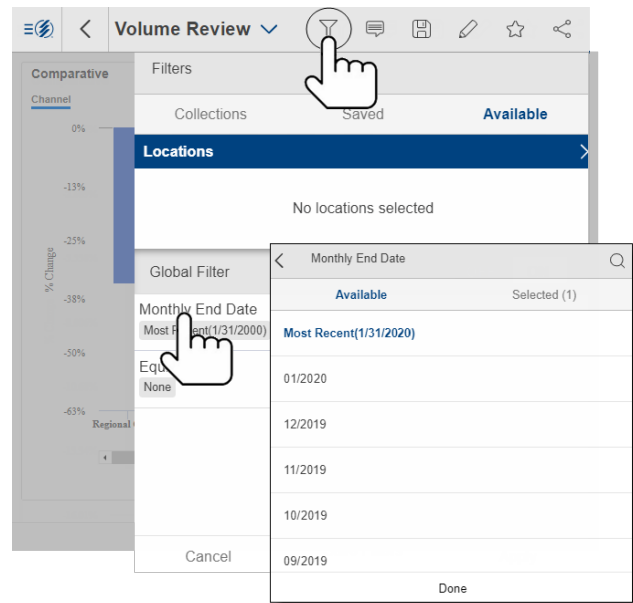 Volume Review
Comparative
Channel
0%
-13%
-25%
-38%
-50%
-63%
% Change
Regional
Filters
Collections
Saved
Available
Locations
No locations selected
Global Filter
Monthly End Date
Most Recent(1/31/2000)
None
Cancel
Monthly End Date
Available
Selected (1)
Most Recent(1/31/2020)
01/2020
12/2019
11/2019
10/2019
09/2019
Done